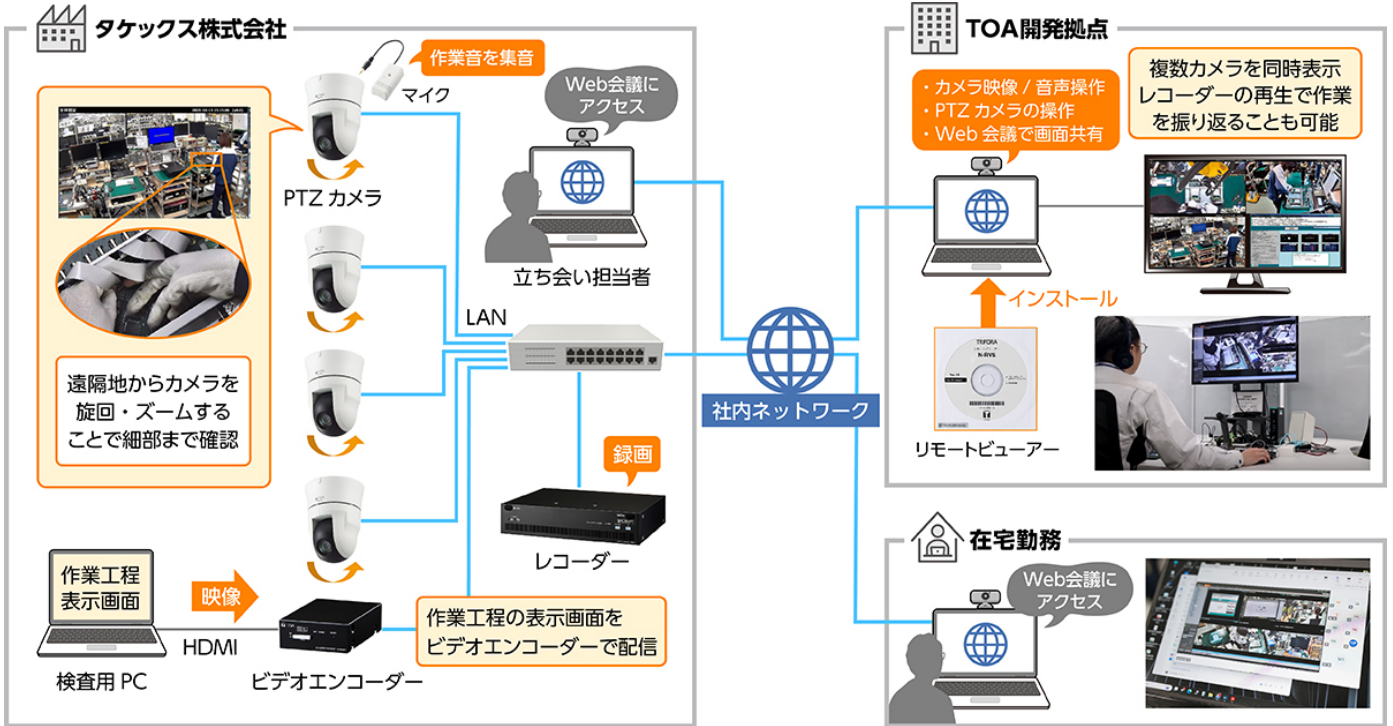 タケックス株式会社
作業音を集音
マイク
PTZ カメラ
遠隔地からカメラを
旋回・ズームする
ことで細部まで確認
Web会議に
アクセス
立ち会い担当者
LAN
録画
レコーダー
作業工程
表示画面
映像
HDMI
検査用 PC
ビデオエンコーダー
作業工程の表示画面を
ビデオエンコーダーで配信
社内ネットワーク
TOA開発拠点
・カメラ映像 / 音声操作
・PTZ カメラの操作
・Web 会議で画面共有
複数カメラを同時表示
レコーダーの再生で作業
を振り返ることも可能
インストール
TRIFORA
N-RVS
リモートビューアー
在宅勤務
Web会議に
アクセス